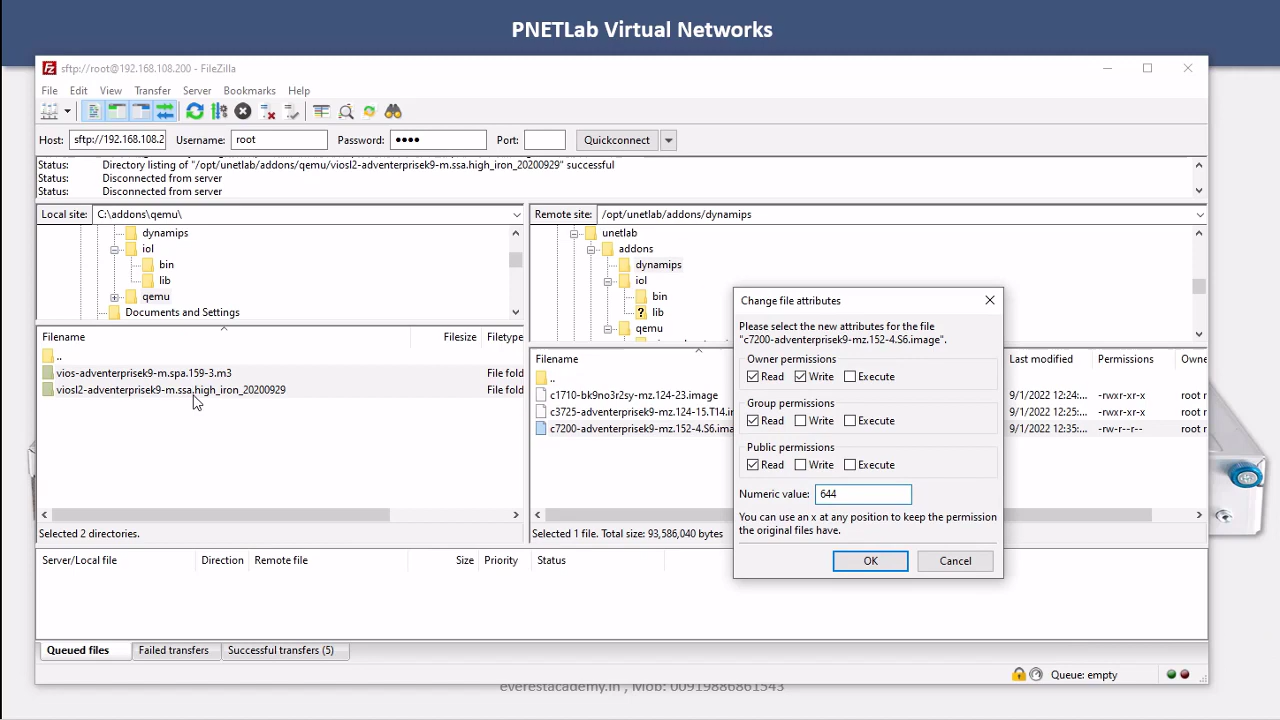 PNETLab Virtual Networks
sftp://root@192.168.108.200 - FileZilla
File Edit View Transfer Server Bookmarks Help
Host: sftp://192.168.108.2 Username: root Password: •••• Port: Quickconnect
Status: Directory listing of "/opt/unetlab/addons/qemu/viosl2-adventerprisek9-m.ssa.high_iron_20200929" successful
Status: Disconnected from server
Status: Disconnected from server
Local site: C:\addons\qemu\
dynamips
iol
bin
lib
qemu
Documents and Settings
Filename Filesize Filetype
..
vios-adventerprisek9-m.spa.159-3.m3 File fold
viosl2-adventerprisek9-m.ssa.high_iron_20200929 File fold
Selected 2 directories.
Remote site: /opt/unetlab/addons/dynamips
unetlab
addons
dynamips
iol
bin
? lib
qemu
Filename Last modified Permissions Owne
..
c1710-bk9no3r2sy-mz.124-23.image 9/1/2022 12:24:... -rwxr-xr-x root r
c3725-adventerprisek9-mz.124-15.T14.in 9/1/2022 12:25:... -rwxr-xr-x root r
c7200-adventerprisek9-mz.152-4.S6.ima 9/1/2022 12:35:... -rw-r--r-- root r
Selected 1 file. Total size: 93,586,040 bytes
Change file attributes
Please select the new attributes for the file
"c7200-adventerprisek9-mz.152-4.S6.image".
Owner permissions
Read Write Execute
Group permissions
Read Write Execute
Public permissions
Read Write Execute
Numeric value: 644
You can use an x at any position to keep the permission
the original files have.
OK Cancel
Server/Local file Direction Remote file Size Priority Status
Queued files Failed transfers Successful transfers (5)
Queue: empty
everestacademy.in , Mob: 00919886861543